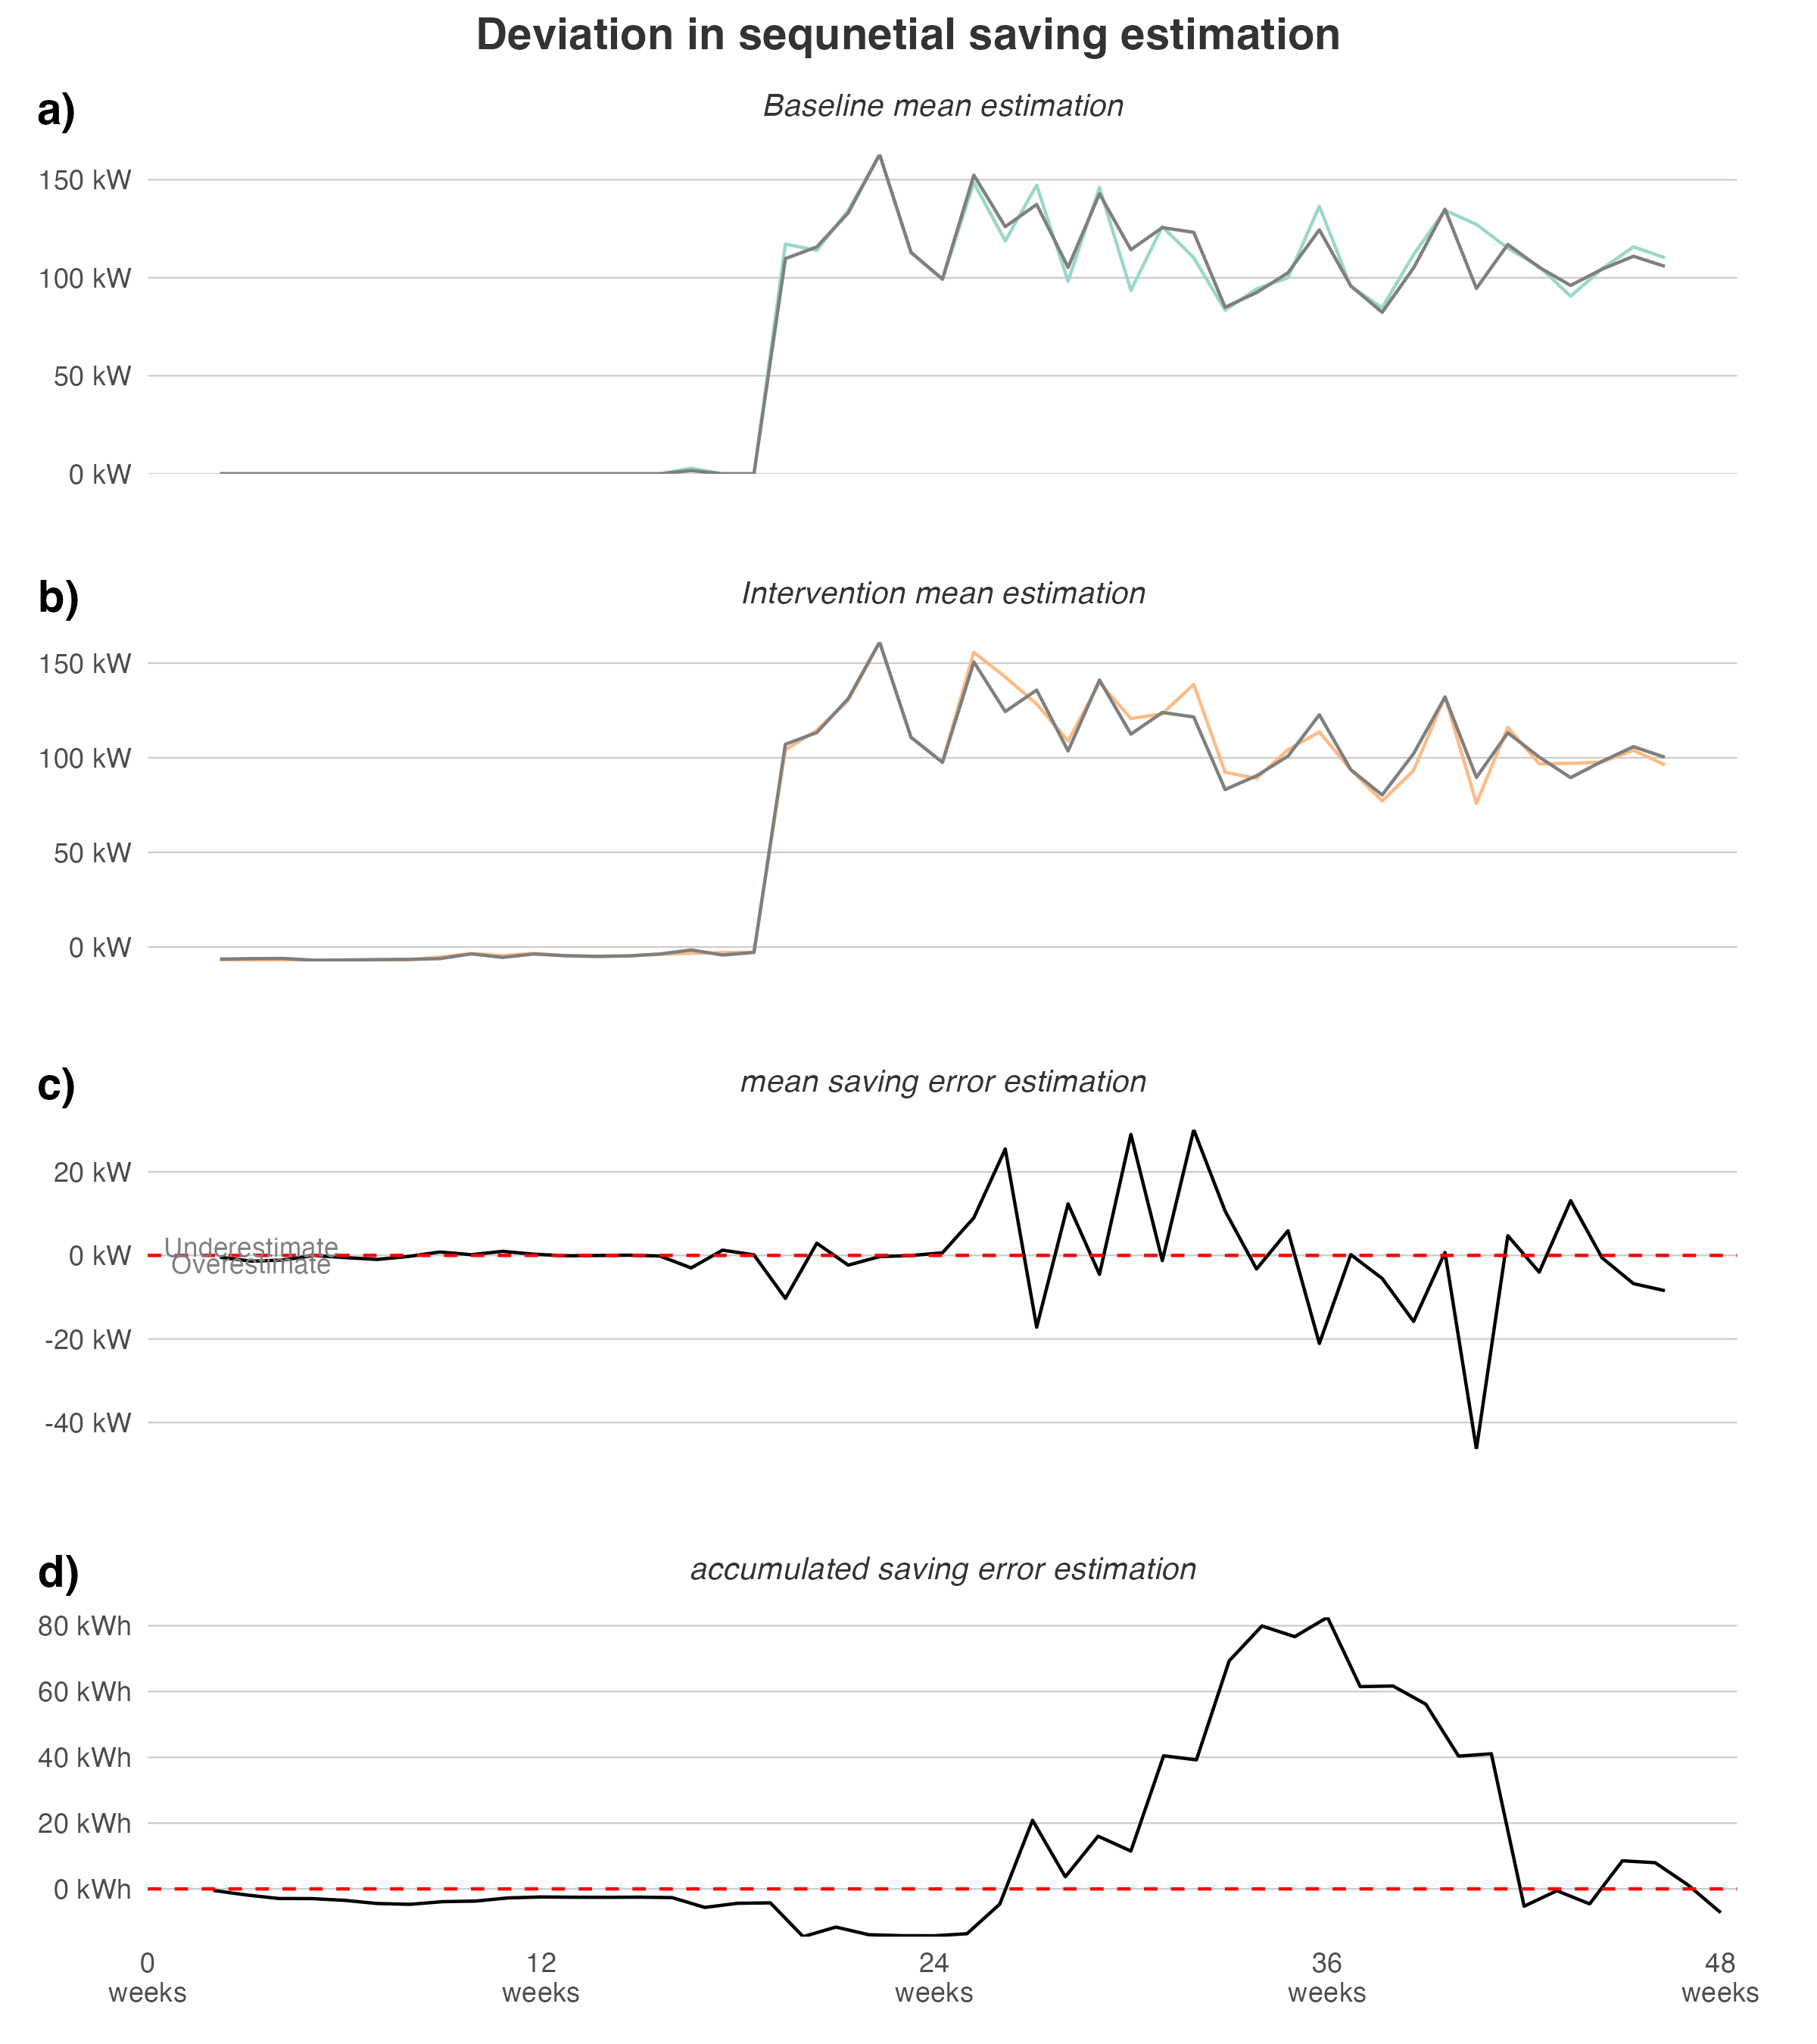 Deviation in sequnetial saving estimation
a)
Baseline mean estimation
150 kW
100 kW
50 kW
0 kW
b)
Intervention mean estimation
150 kW
100 kW
50 kW
0 kW
c)
mean saving error estimation
20 kW
Underestimate
0 kW
Overestimate
-20 kW
-40 kW
d)
accumulated saving error estimation
80 kWh
60 kWh
40 kWh
20 kWh
0 kWh
0 12 24 36 48
weeks weeks weeks weeks weeks